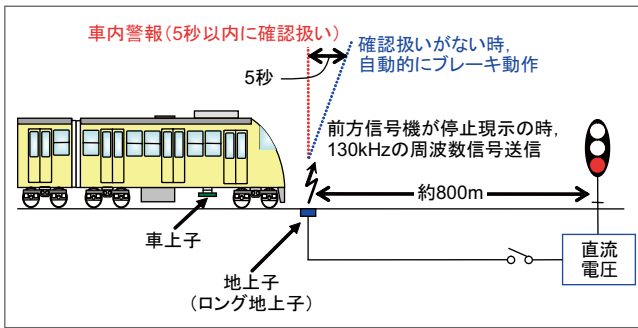 車内警報(5秒以内に確認扱い)
確認扱いがない時,
自動的にブレーキ動作
5秒
前方信号機が停止現示の時,
130kHzの周波数信号送信
約800m
車上子
地上子
(ロング地上子)
直流
電圧